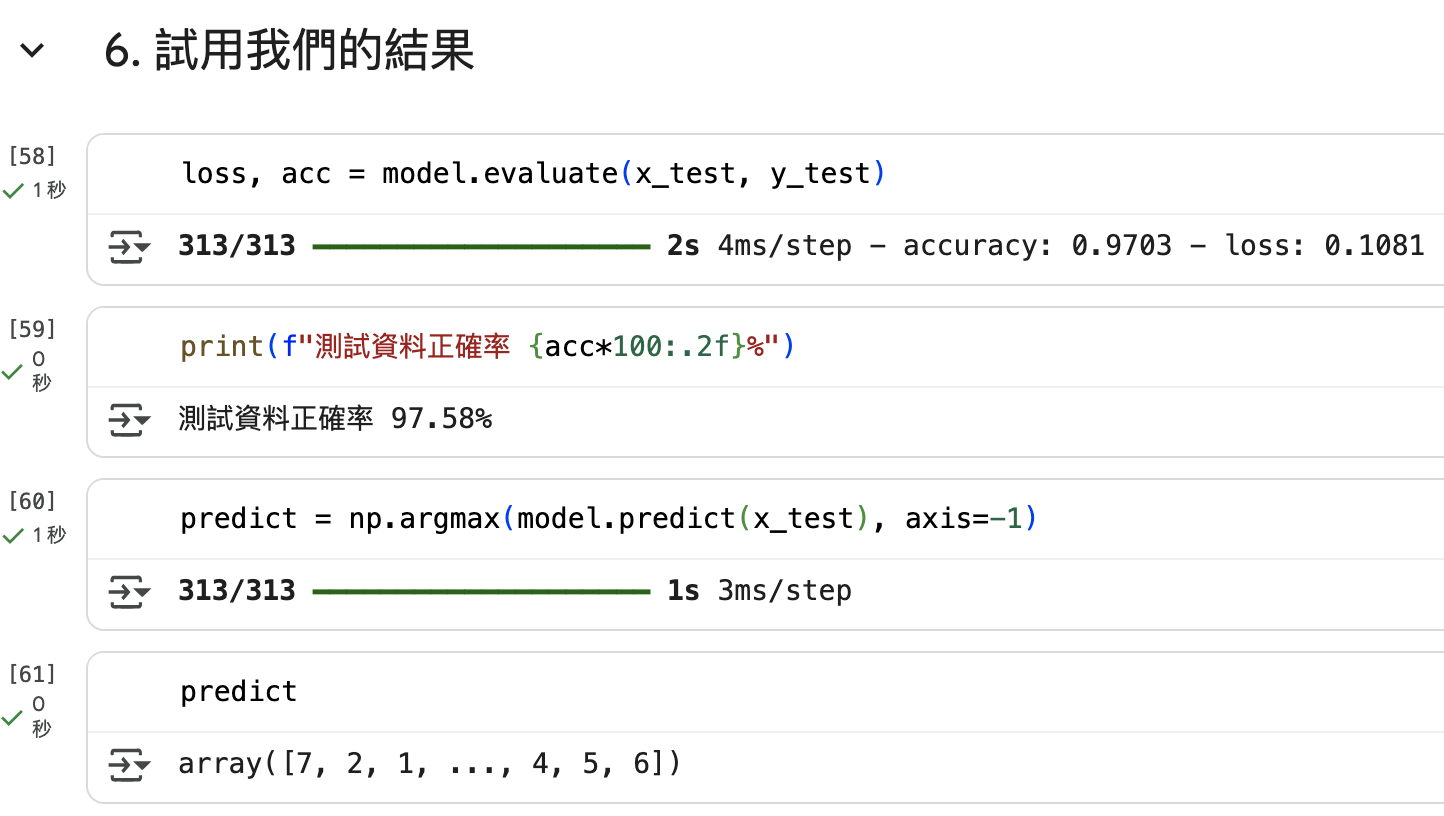 6. 試用我們的結果
[58]
1 秒
loss, acc = model.evaluate(x_test, y_test)
313/313 ━━━━━━━━━━━━━━━━━━━━ 2s 4ms/step - accuracy: 0.9703 - loss: 0.1081
[59]
0
秒
print(f"測試資料正確率 {acc*100:.2f}%")
測試資料正確率 97.58%
[60]
1 秒
predict = np.argmax(model.predict(x_test), axis=-1)
313/313 ━━━━━━━━━━━━━━━━━━━━ 1s 3ms/step
[61]
0
秒
predict
array([7, 2, 1, ..., 4, 5, 6])